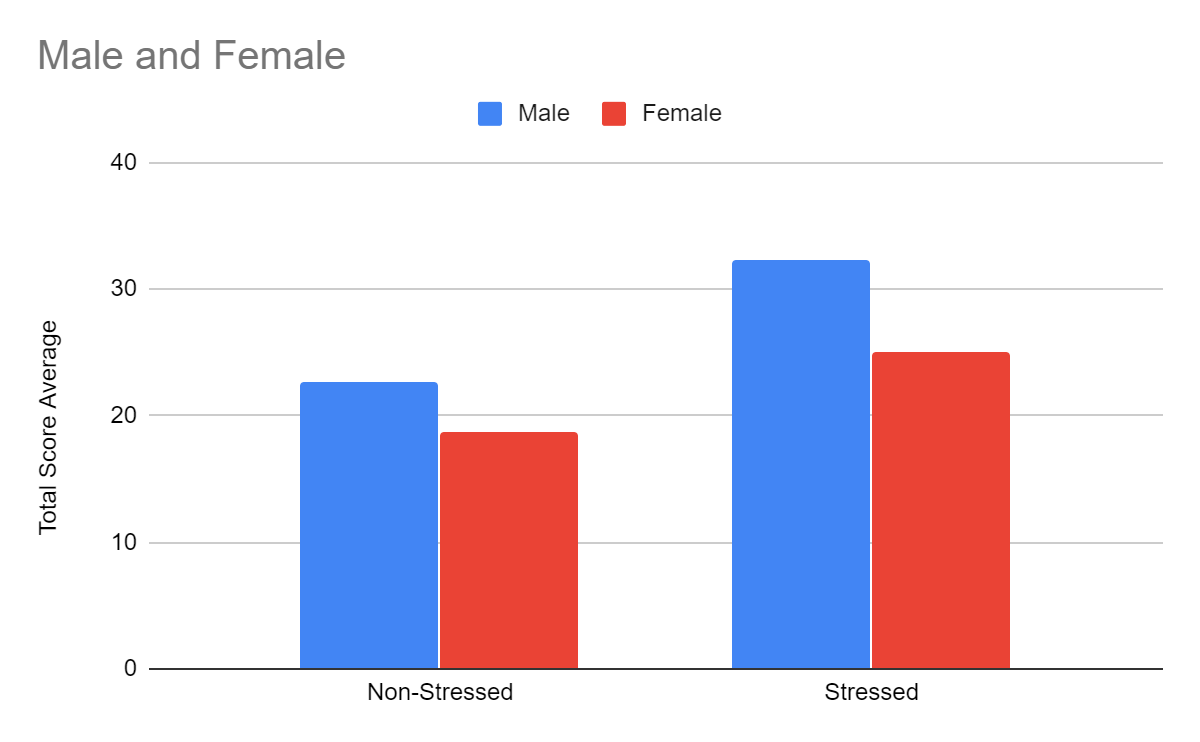 Male and Female
Male Female
40
30
20
10
0
Total Score Average
Non-Stressed Stressed